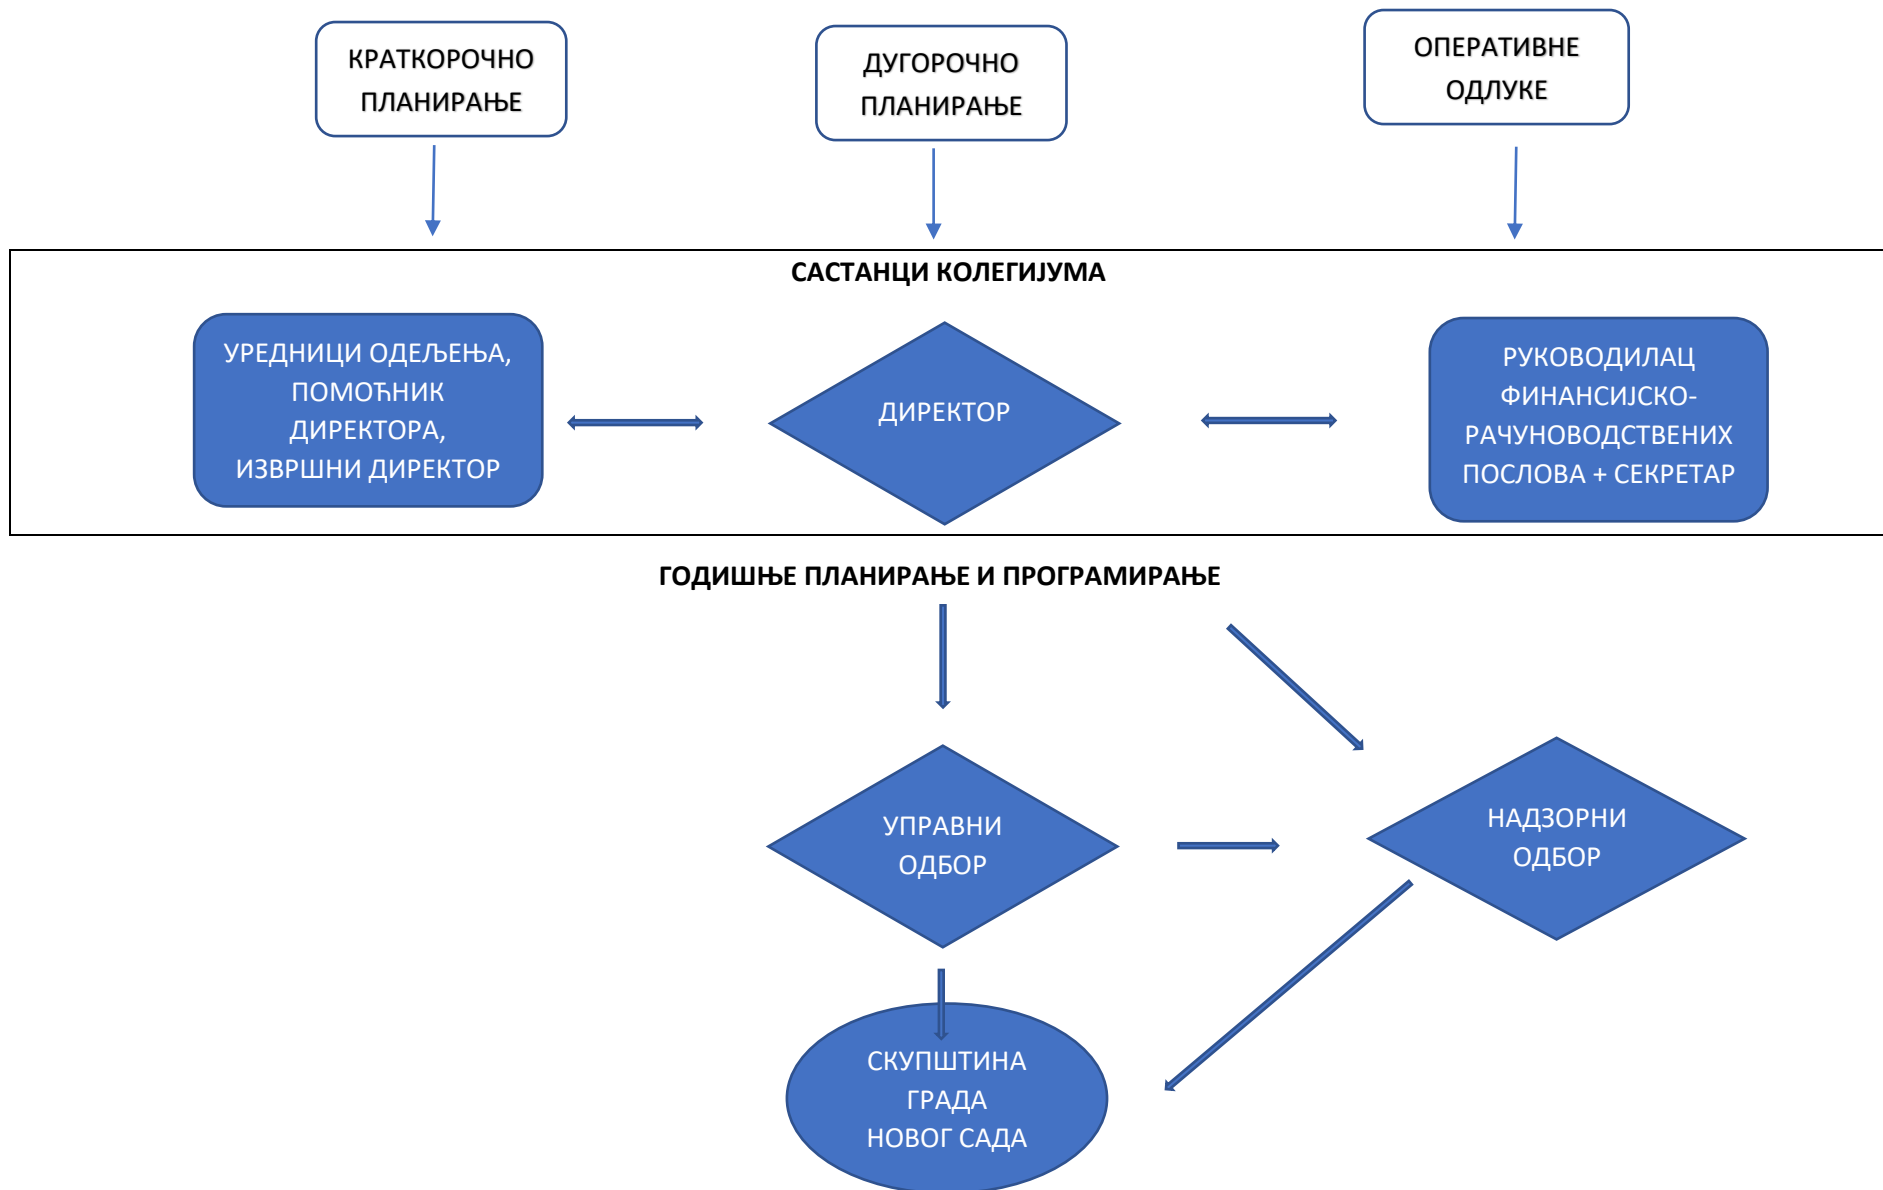 КРАТКОРОЧНО
ПЛАНИРАЊЕ
ДУГОРОЧНО
ПЛАНИРАЊЕ
ОПЕРАТИВНЕ
ОДЛУКЕ
САСТАНЦИ КОЛЕГИЈУМА
УРЕДНИЦИ ОДЕЉЕЊА,
ПОМОЋНИК
ДИРЕКТОРА,
ИЗВРШНИ ДИРЕКТОР
ДИРЕКТОР
РУКОВОДИЛАЦ
ФИНАНСИЈСКО-
РАЧУНОВОДСТВЕНИХ
ПОСЛОВА + СЕКРЕТАР
ГОДИШЊЕ ПЛАНИРАЊЕ И ПРОГРАМИРАЊЕ
УПРАВНИ
ОДБОР
НАДЗОРНИ
ОДБОР
СКУПШТИНА
ГРАДА
НОВОГ САДА